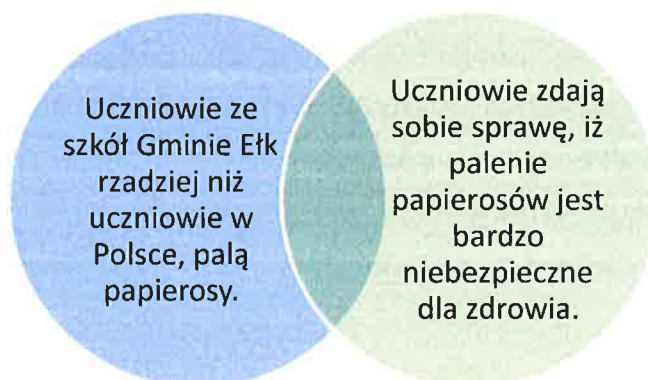 Uczniowie ze
szkół Gminie Ełk
rzadziej niż
uczniowie w
Polsce, palą
papierosy.
Uczniowie zdają
sobie sprawę, iż
palenie
papierosów jest
bardzo
niebezpieczne
dla zdrowia.